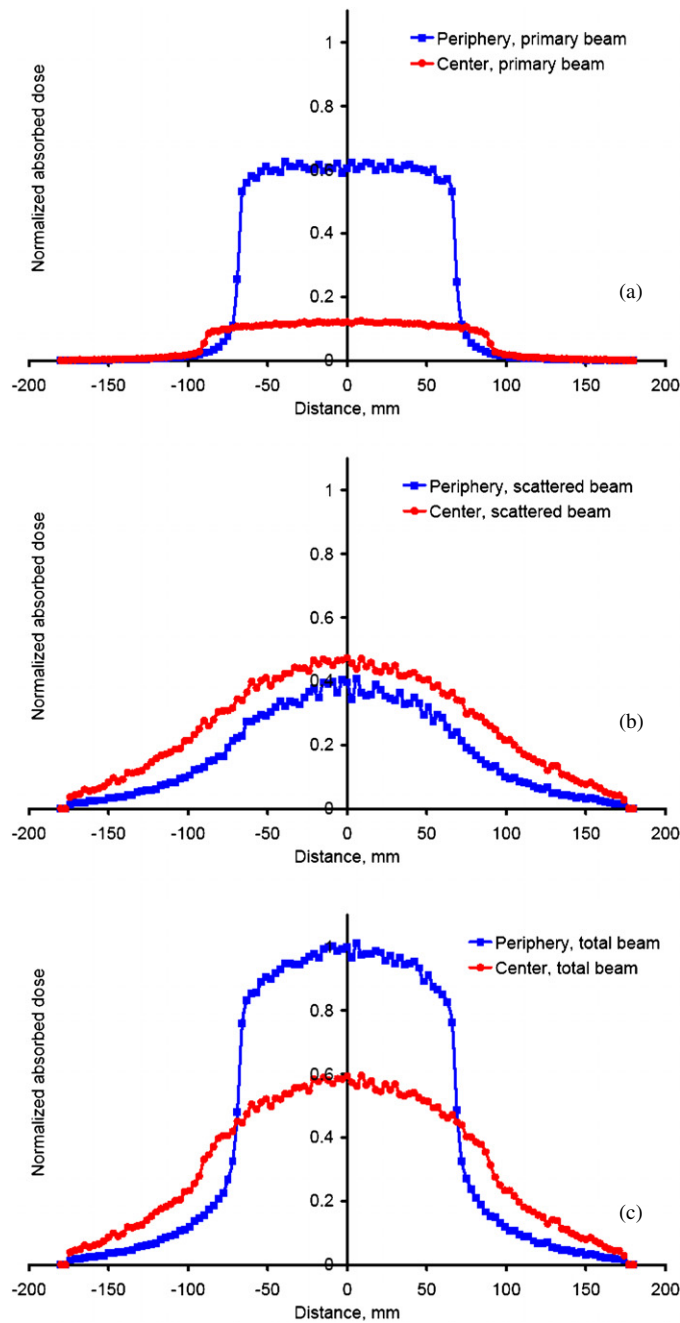 Normalized absorbed dose
Periphery, primary beam
Center, primary beam
1
0.8
0.6
0.4
0.2
0
(a)
-200 -150 -100 -50 0 50 100 150 200
Distance, mm
Normalized absorbed dose
Periphery, scattered beam
Center, scattered beam
1
0.8
0.6
0.4
0.2
0
(b)
-200 -150 -100 -50 0 50 100 150 200
Distance, mm
Normalized absorbed dose
Periphery, total beam
Center, total beam
1
0.8
0.6
0.4
0.2
0
(c)
-200 -150 -100 -50 0 50 100 150 200
Distance, mm